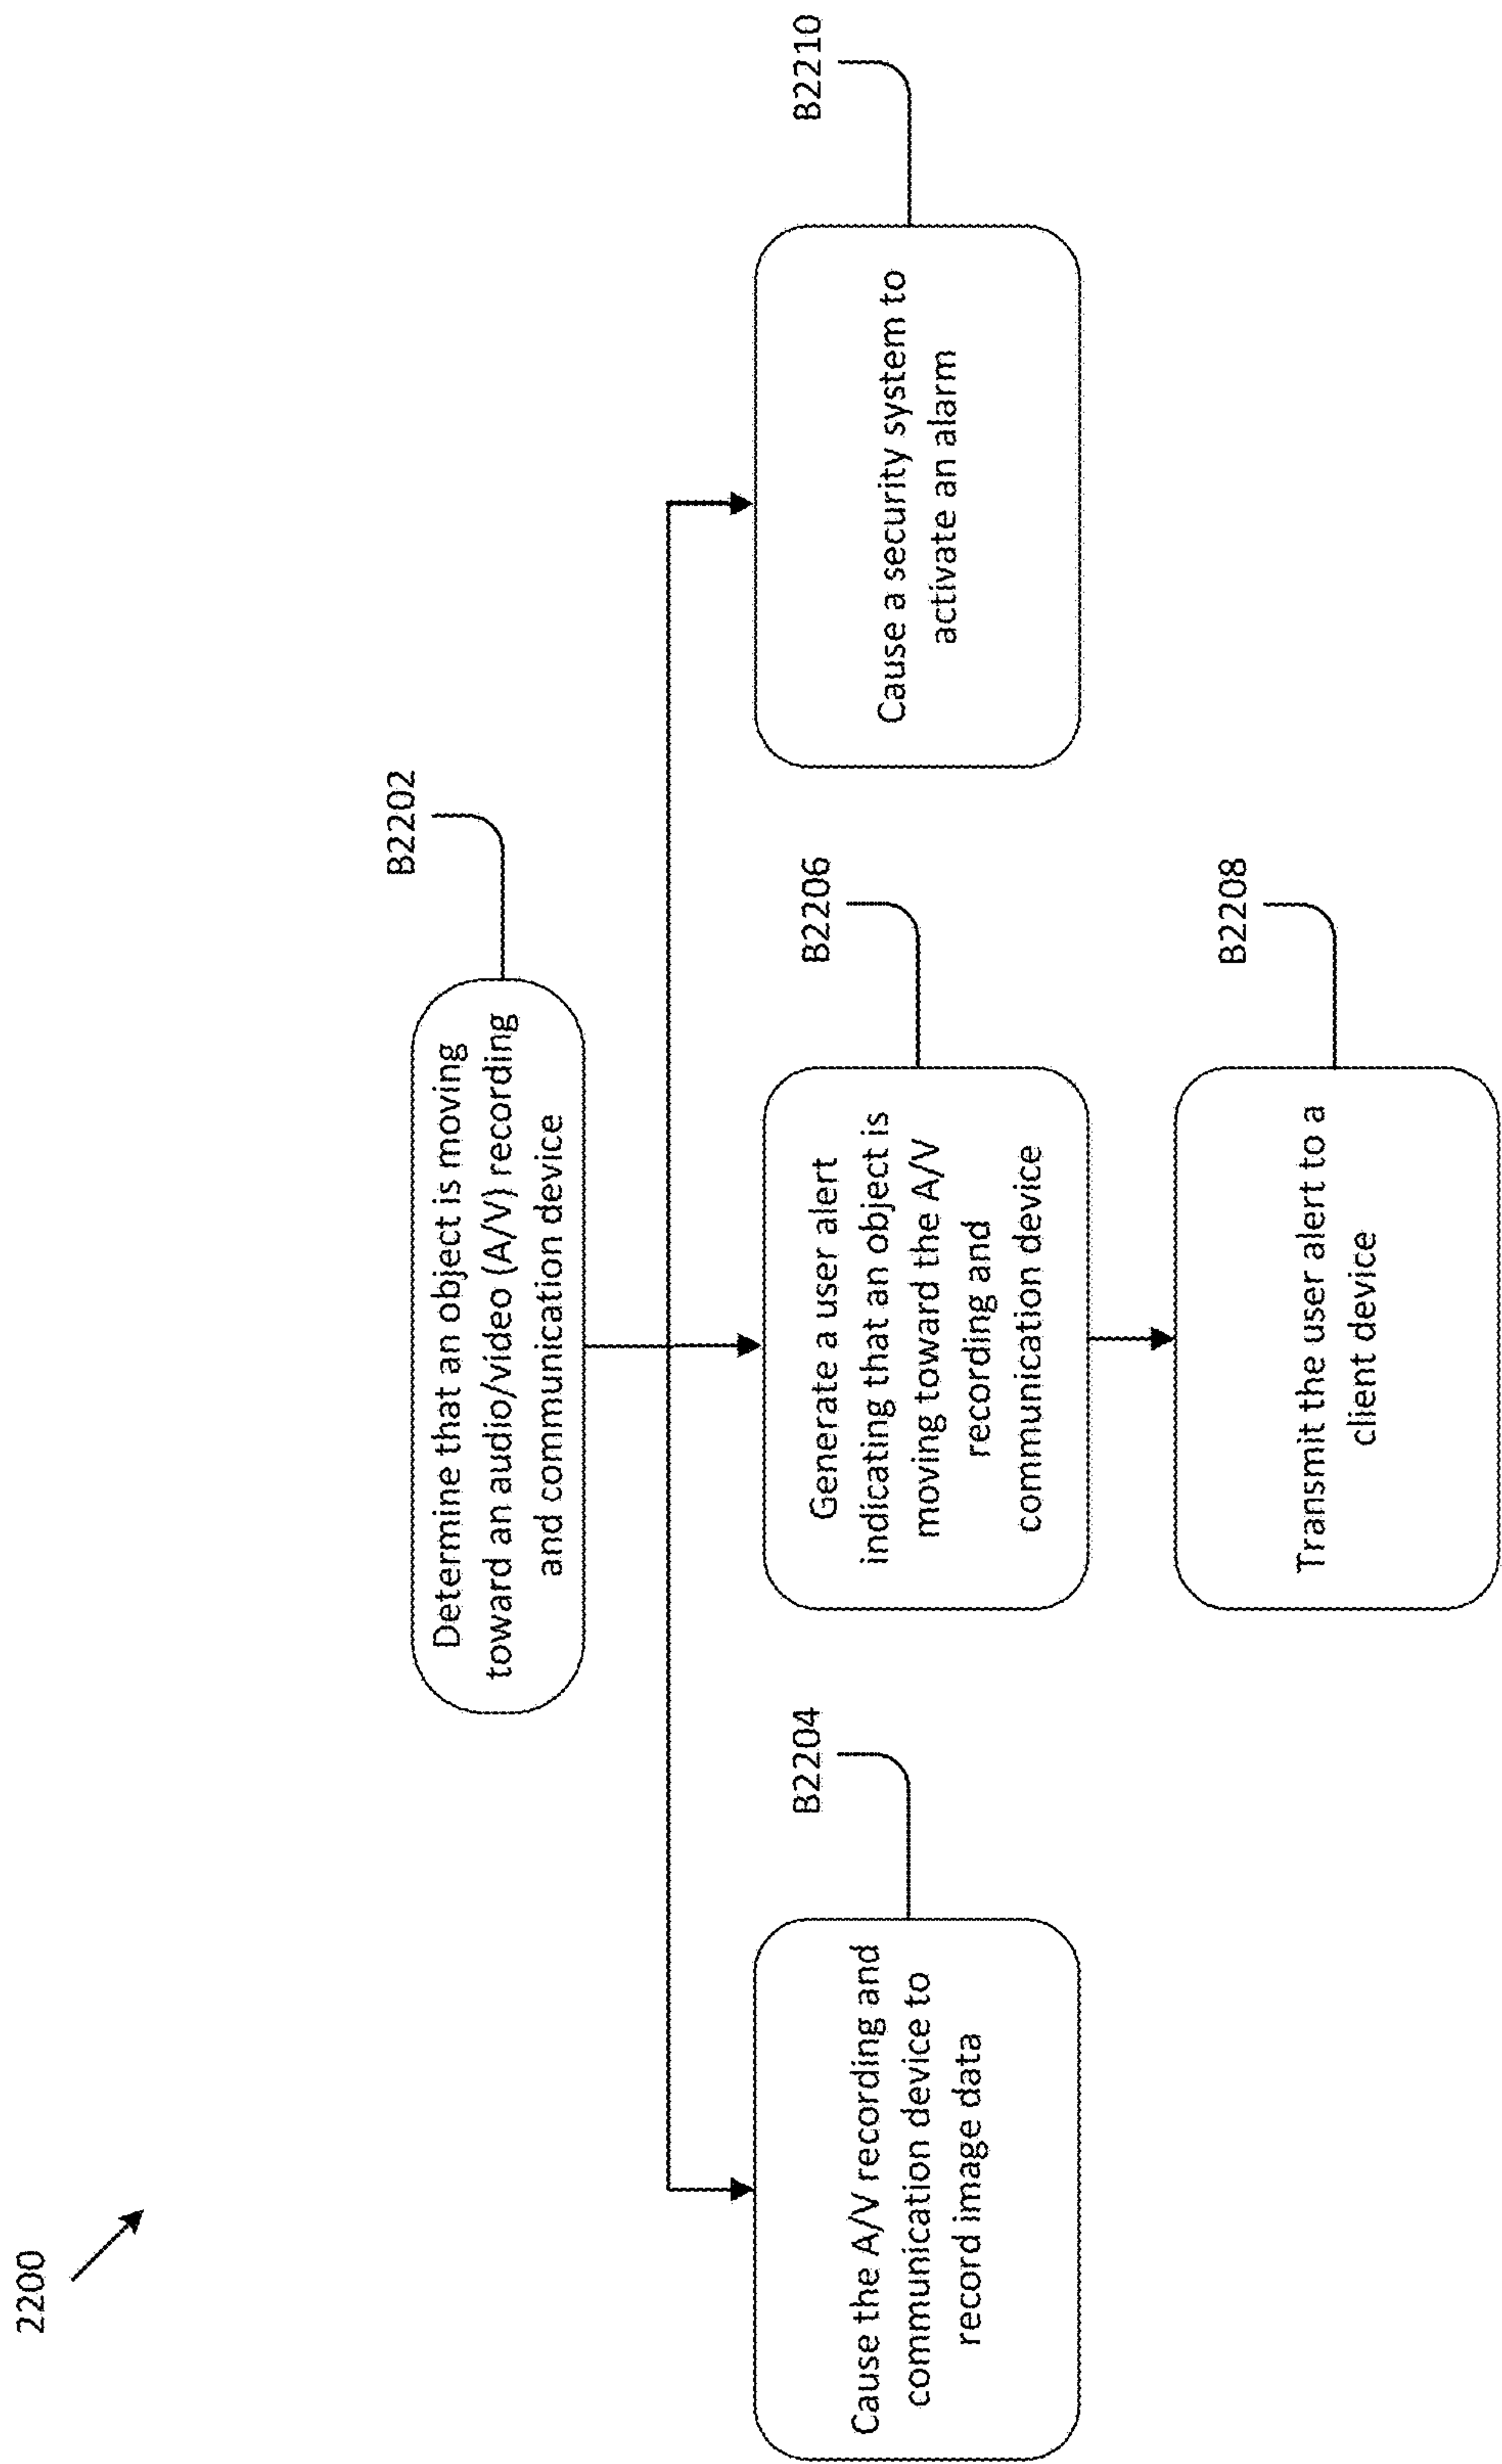 2200
B2202
Determine that an object is moving
toward an audio/video (A/V) recording
and communication device
B2204
Cause the A/V recording and
communication device to
record image data
B2206
Generate a user alert
indicating that an object is
moving toward the A/V
recording and
communication device
B2208
Transmit the user alert to a
client device
B2210
Cause a security system to
activate an alarm